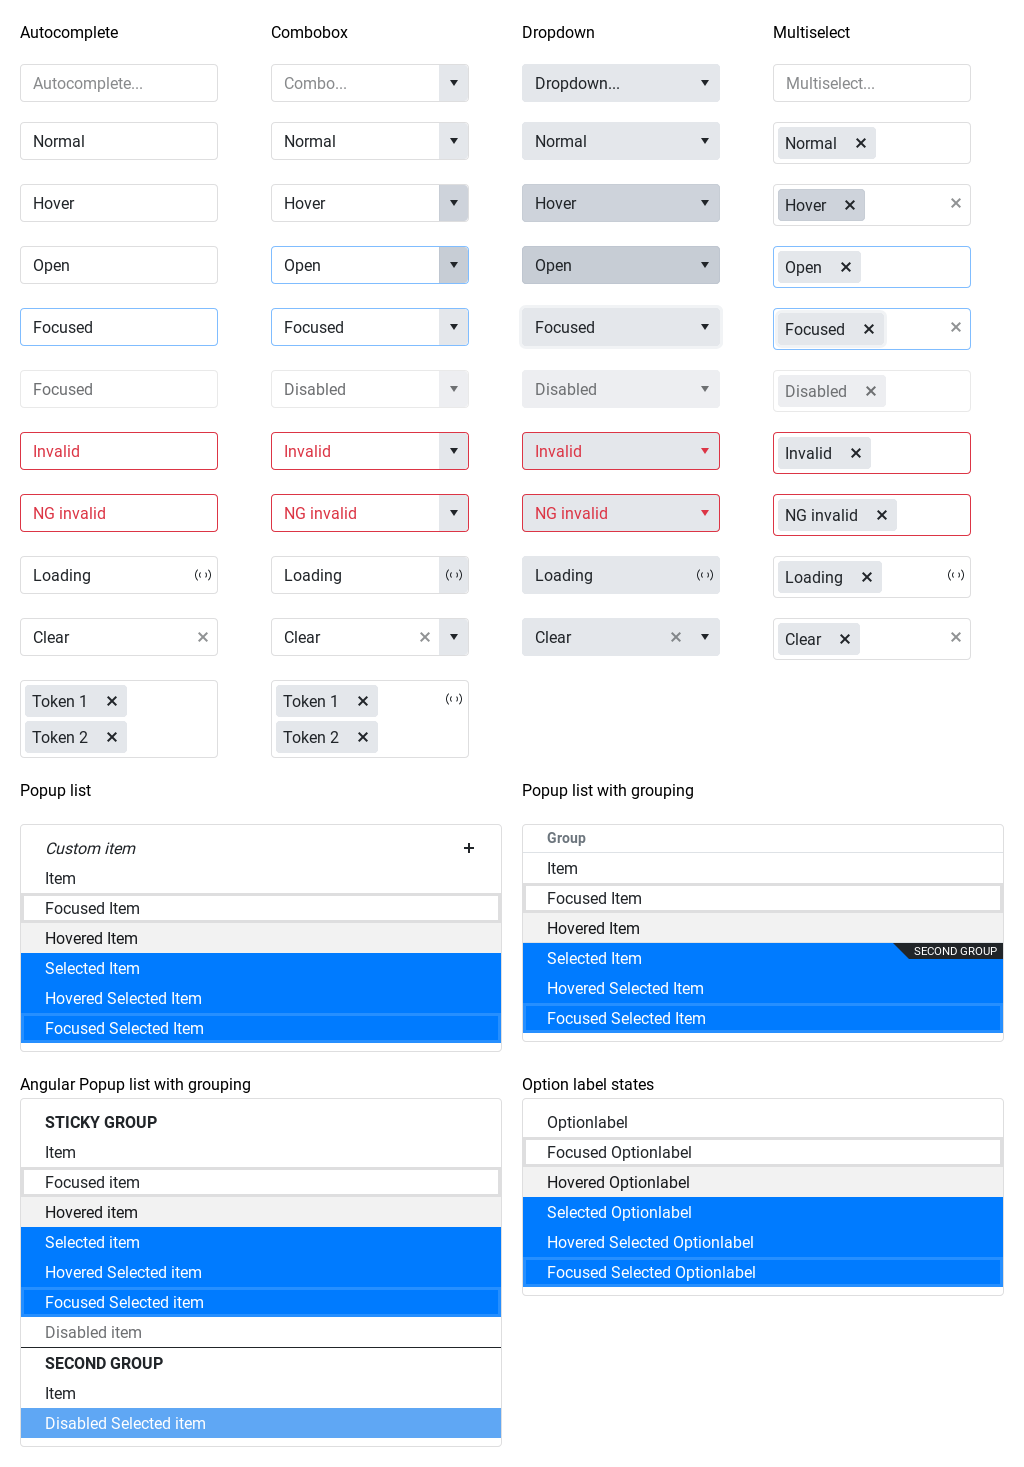 Autocomplete Combobox Dropdown Multiselect
Autocomplete... Combo... Dropdown... Multiselect...
Normal Normal Normal Normal
Hover Hover Hover Hover
Open Open Open Open
Focused Focused Focused Focused
Focused Disabled Disabled Disabled
Invalid Invalid Invalid Invalid
NG invalid NG invalid NG invalid NG invalid
Loading Loading Loading Loading
Clear Clear Clear Clear
Token 1 Token 1
Token 2 Token 2
Popup list
Custom item
Item
Focused Item
Hovered Item
Selected Item
Hovered Selected Item
Focused Selected Item
Popup list with grouping
Group
Item
Focused Item
Hovered Item
Selected Item SECOND GROUP
Hovered Selected Item
Focused Selected Item
Angular Popup list with grouping
STICKY GROUP
Item
Focused item
Hovered item
Selected item
Hovered Selected item
Focused Selected item
Disabled item
SECOND GROUP
Item
Disabled Selected item
Option label states
Optionlabel
Focused Optionlabel
Hovered Optionlabel
Selected Optionlabel
Hovered Selected Optionlabel
Focused Selected Optionlabel